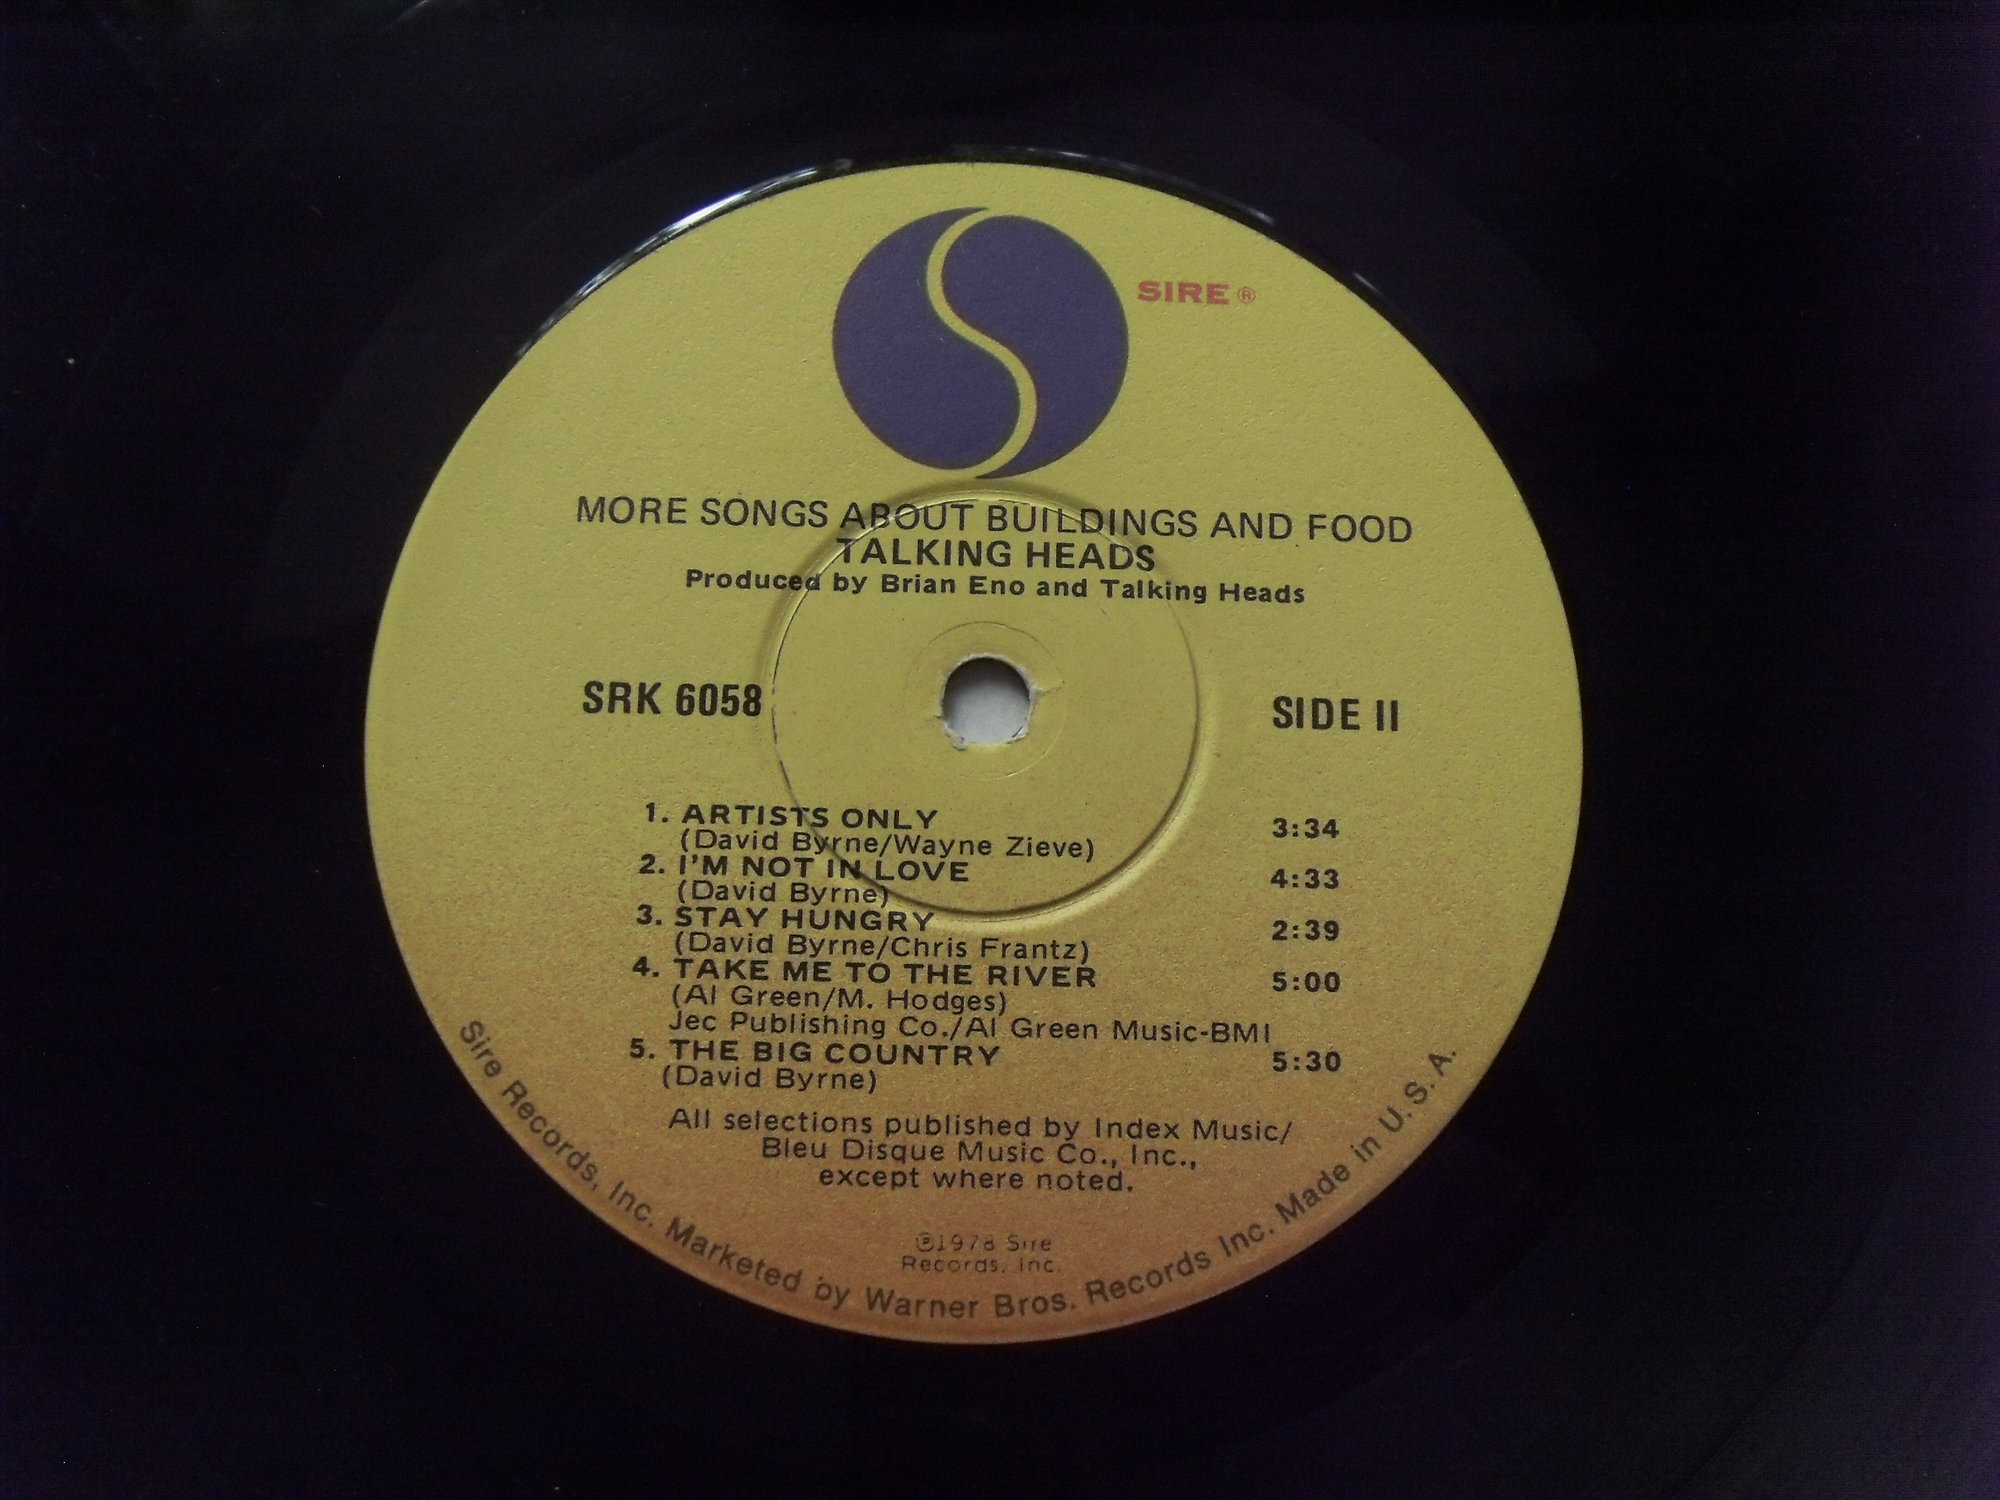 SIRE ®
MORE SONGS ABOUT BUILDINGS AND FOOD
TALKING HEADS
Produced by Brian Eno and Talking Heads
SRK 6058
SIDE II
1. ARTISTS ONLY 3:34
(David Byrne/Wayne Zieve)
2. I'M NOT IN LOVE 4:33
(David Byrne)
3. STAY HUNGRY 2:39
(David Byrne/Chris Frantz)
4. TAKE ME TO THE RIVER 5:00
(Al Green/M. Hodges)
Jec Publishing Co./Al Green Music-BMI
5. THE BIG COUNTRY 5:30
(David Byrne)
All selections published by Index Music/
Bleu Disque Music Co., Inc.,
except where noted.
℗1978 Sire
Records, Inc.
Sire Records, Inc. Marketed by Warner Bros. Records Inc. Made in U.S.A.